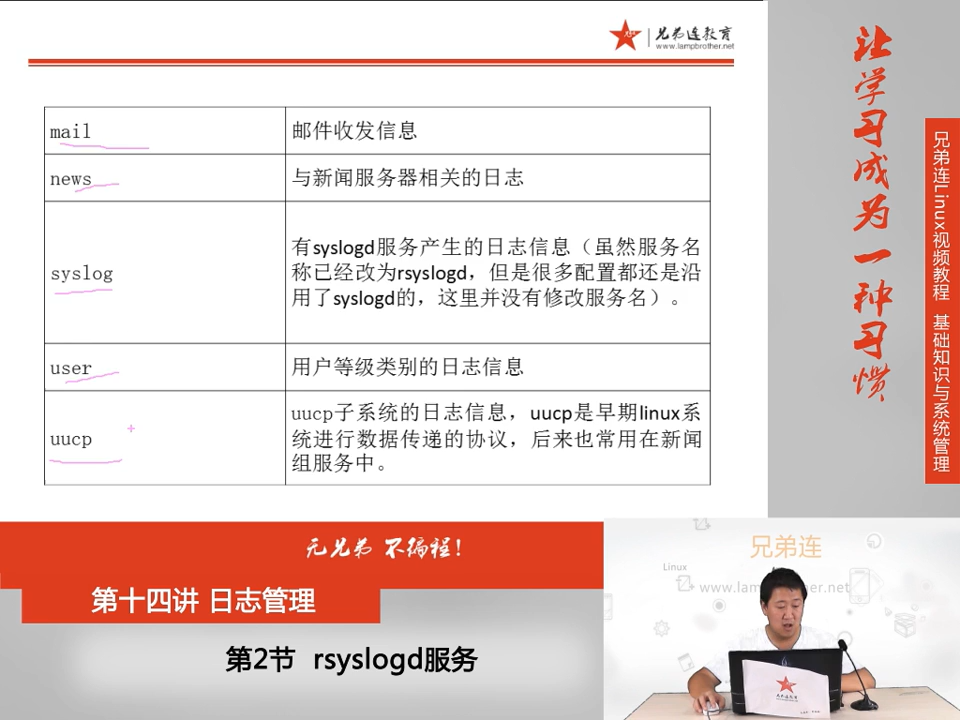 兄弟连教育
www.lampbrother.net
mail
邮件收发信息
news
与新闻服务器相关的日志
syslog
有syslogd服务产生的日志信息（虽然服务名
称已经改为rsyslogd，但是很多配置都还是沿
用了syslogd的，这里并没有修改服务名）。
user
用户等级类别的日志信息
uucp
uucp子系统的日志信息，uucp是早期linux系
统进行数据传递的协议，后来也常用在新闻
组服务中。
让学习成为一种习惯
兄弟连Linux视频教程 基础知识与系统管理
无兄弟 不编程！
第十四讲 日志管理
第2节 rsyslogd服务
兄弟连
Linux
兄弟连教育